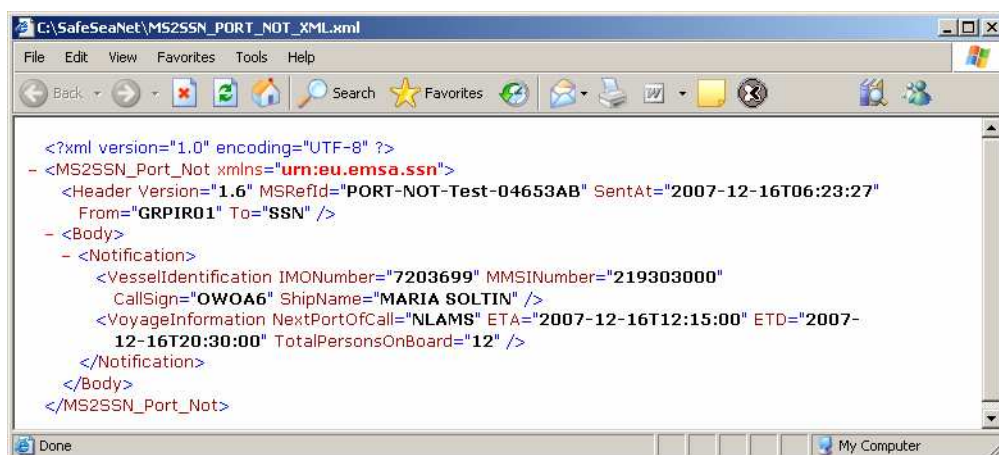 C:\SafeSeaNet\MS2SSN_PORT_NOT_XML.xml
File Edit View Favorites Tools Help
Back Search Favorites
<?xml version="1.0" encoding="UTF-8" ?>
- <MS2SSN_Port_Not xmlns="urn:eu.emsa.ssn">
<Header Version="1.6" MSRefId="PORT-NOT-Test-04653AB" SentAt="2007-12-16T06:23:27"
From="GRPIR01" To="SSN" />
- <Body>
- <Notification>
<VesselIdentification IMONumber="7203699" MMSINumber="219303000"
CallSign="OWOA6" ShipName="MARIA SOLTIN" />
<VoyageInformation NextPortOfCall="NLAMS" ETA="2007-12-16T12:15:00" ETD="2007-
12-16T20:30:00" TotalPersonsOnBoard="12" />
</Notification>
</Body>
</MS2SSN_Port_Not>
Done My Computer